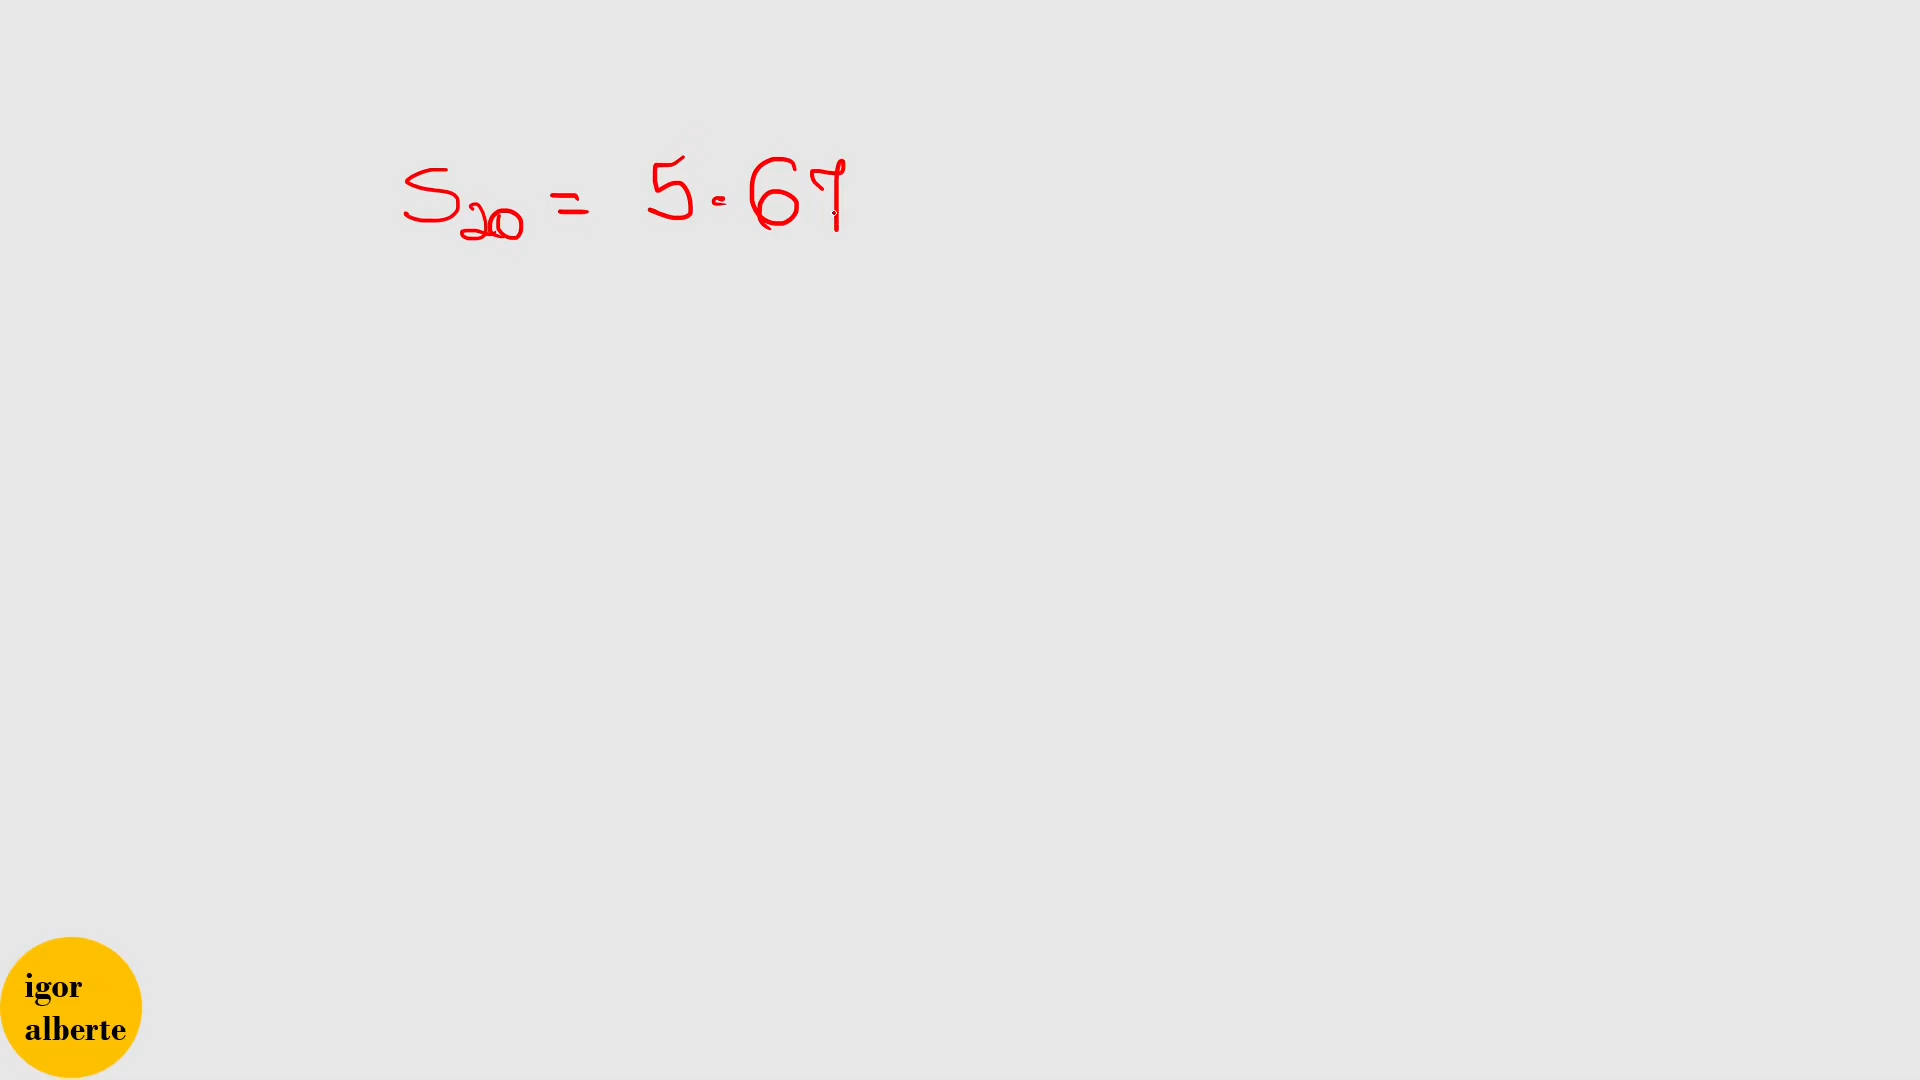 S₂₀ = 5.67
igor
alberte